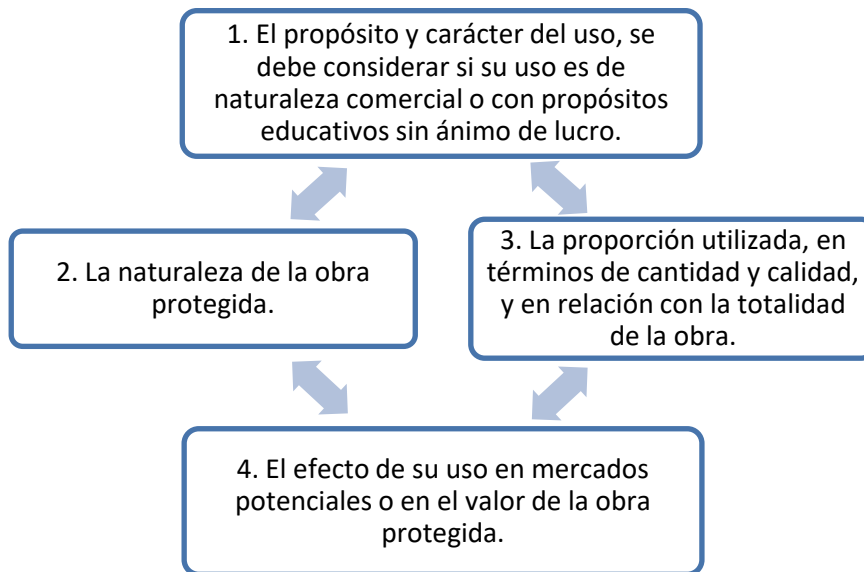 1. El propósito y carácter del uso, se
debe considerar si su uso es de
naturaleza comercial o con propósitos
educativos sin ánimo de lucro.
2. La naturaleza de la obra
protegida.
3. La proporción utilizada, en
términos de cantidad y calidad,
y en relación con la totalidad
de la obra.
4. El efecto de su uso en mercados
potenciales o en el valor de la obra
protegida.